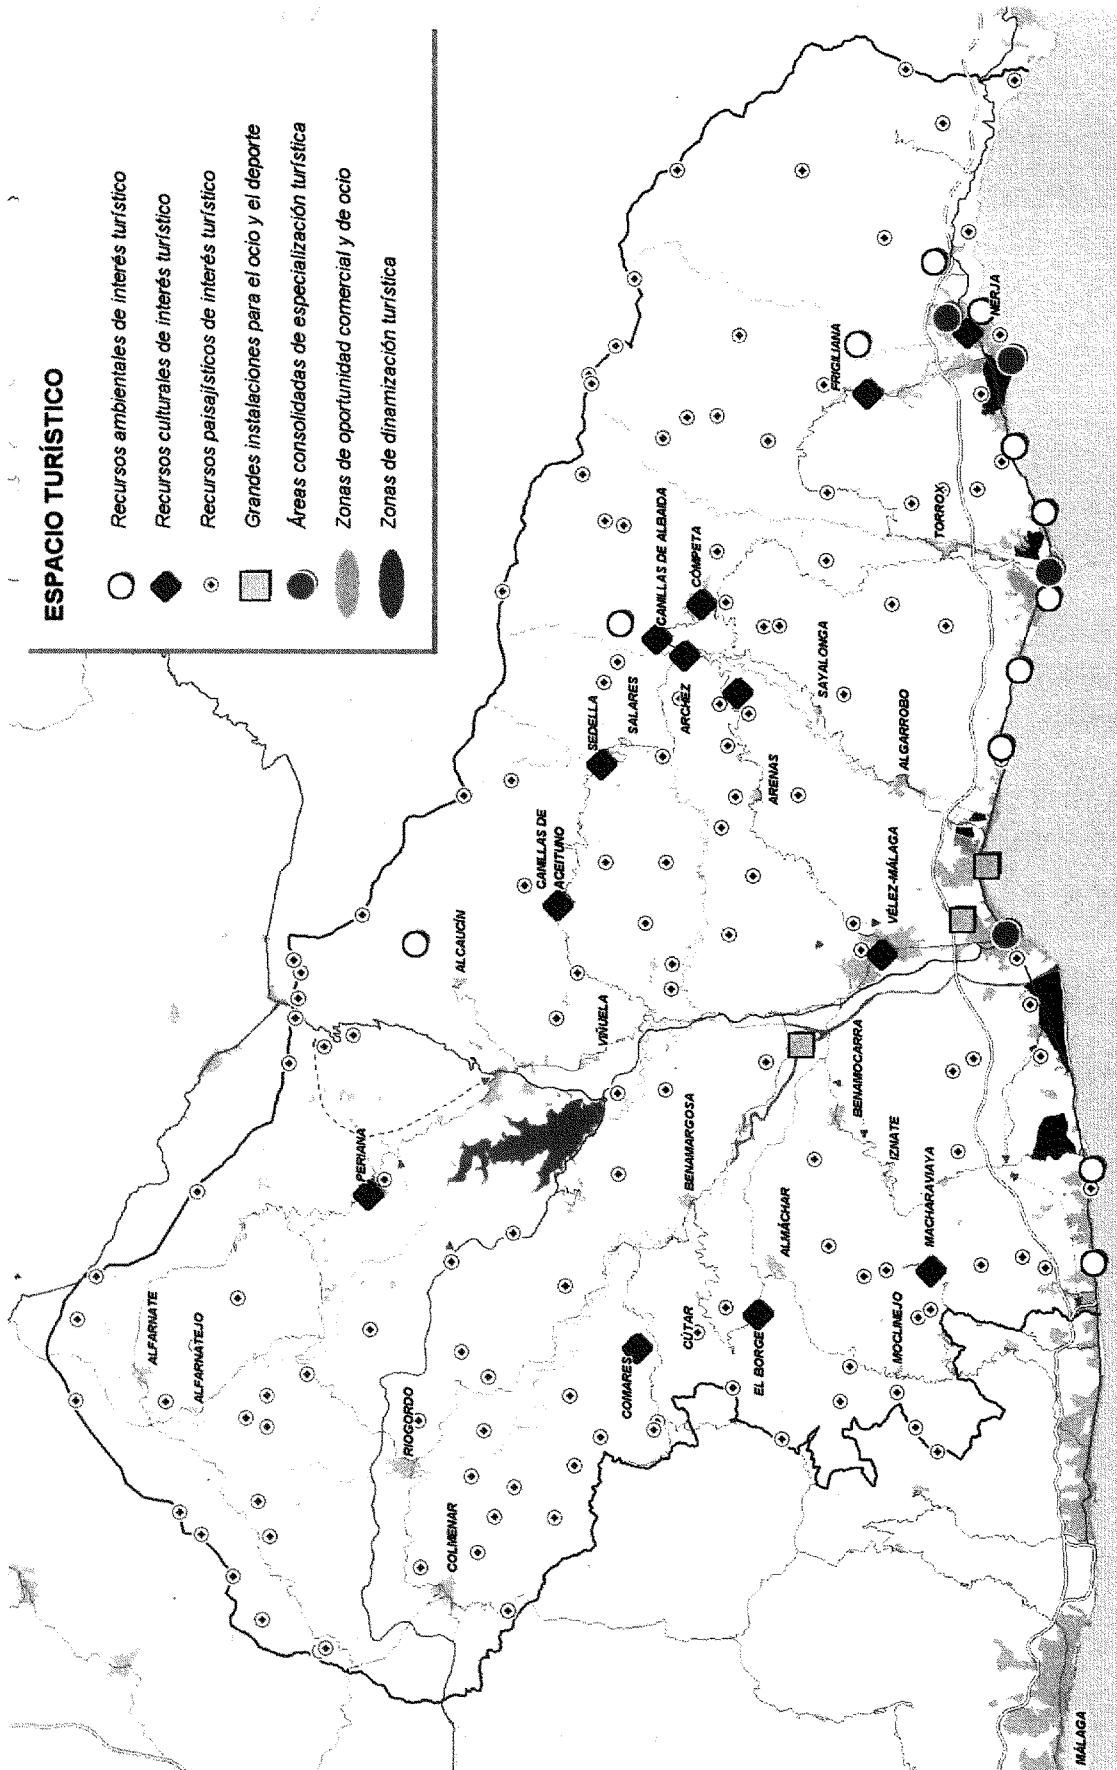 ESPACIO TURÍSTICO
Recursos ambientales de interés turístico
Recursos culturales de interés turístico
Recursos paisajísticos de interés turístico
Grandes instalaciones para el ocio y el deporte
Áreas consolidadas de especialización turística
Zonas de oportunidad comercial y de ocio
Zonas de dinamización turística
ALFARNATE
ALFARNATEJO
PERIANA
RIOGORDO
COLMENAR
ALCAUCÍN
CANILLAS DE
ACEITUNO
SEDELLA
SALARES
CANILLAS DE ALBAIDA
ARCHEZ
CÓMPETA
VIÑUELA
COMARES
CÚTAR
BENAMARGOSA
EL BORGE
ALMÁCHAR
ARENAS
SAYALONGA
FRIGILIANA
MOCLINEJO
MACHARAVIAYA
IZNATE
BENAMOCARRA
VÉLEZ-MÁLAGA
ALGARROBO
TORROX
NERJA
MÁLAGA